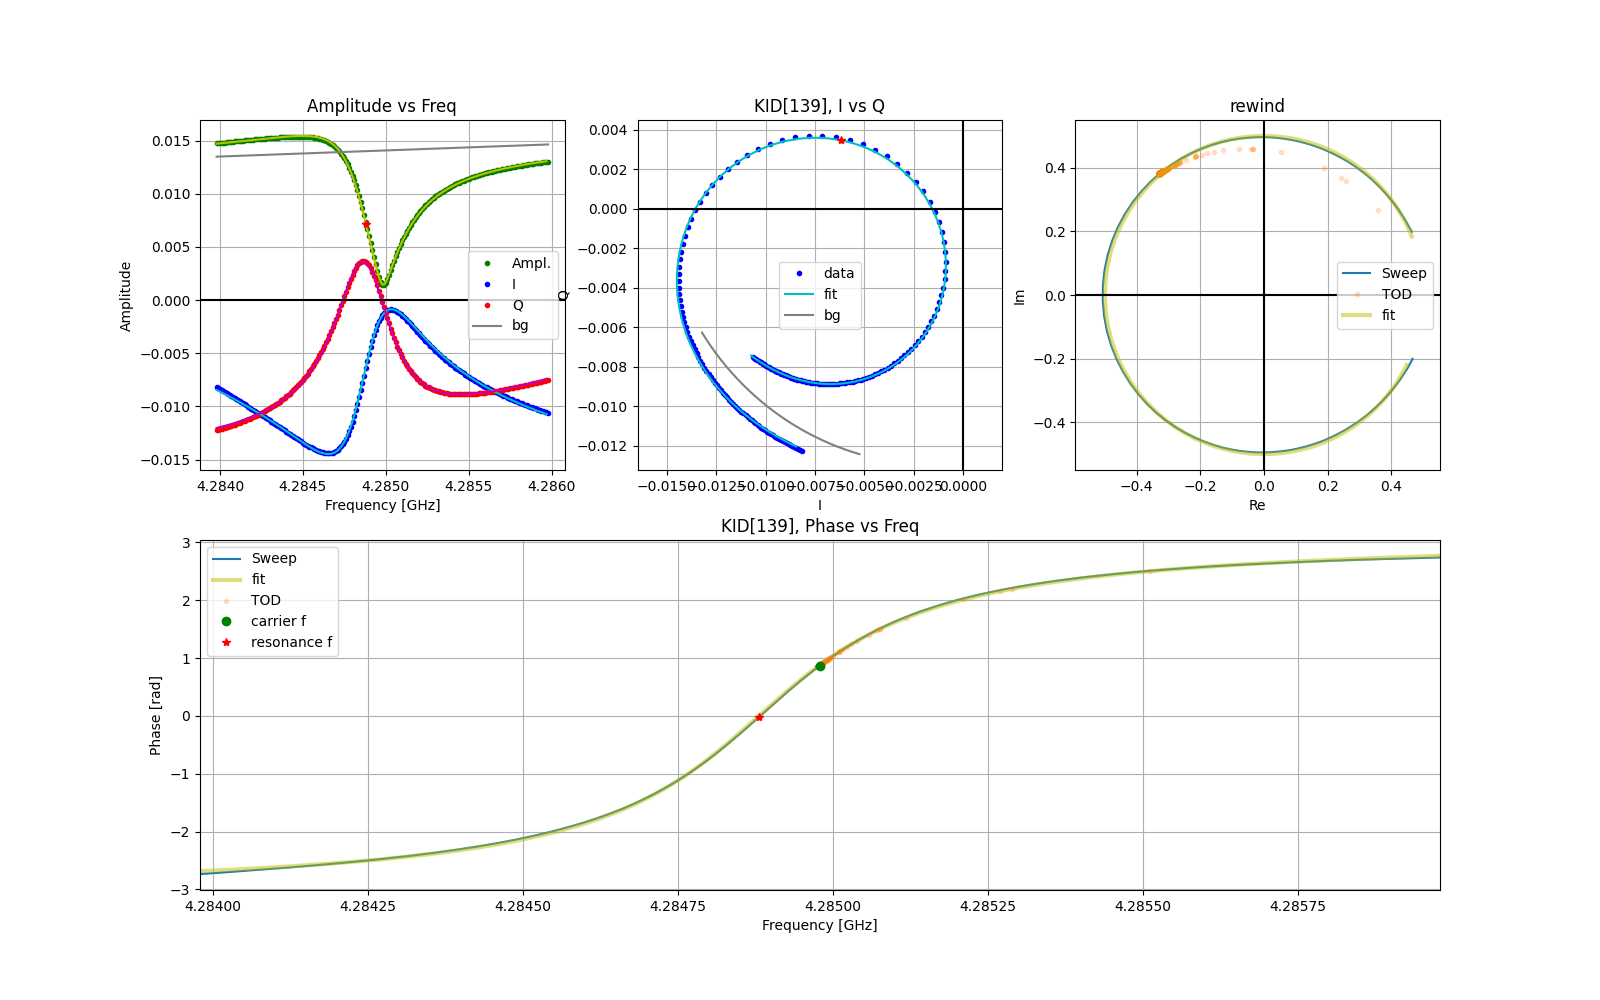 Amplitude vs Freq
0.015
0.010
0.005
0.000
−0.005
−0.010
−0.015
Amplitude
Ampl.
I
Q
bg
4.2840
4.2845
4.2850
4.2855
4.2860
Frequency [GHz]
KID[139], I vs Q
0.004
0.002
0.000
−0.002
−0.004
−0.006
−0.008
−0.010
−0.012
Q
data
fit
bg
−0.0150
−0.0125
−0.0100
−0.0075
−0.0050
−0.0025
0.0000
I
rewind
0.4
0.2
0.0
−0.2
−0.4
Im
Sweep
TOD
fit
−0.4
−0.2
0.0
0.2
0.4
Re
KID[139], Phase vs Freq
3
2
1
0
−1
−2
−3
Phase [rad]
Sweep
fit
TOD
carrier f
resonance f
4.28400
4.28425
4.28450
4.28475
4.28500
4.28525
4.28550
4.28575
Frequency [GHz]